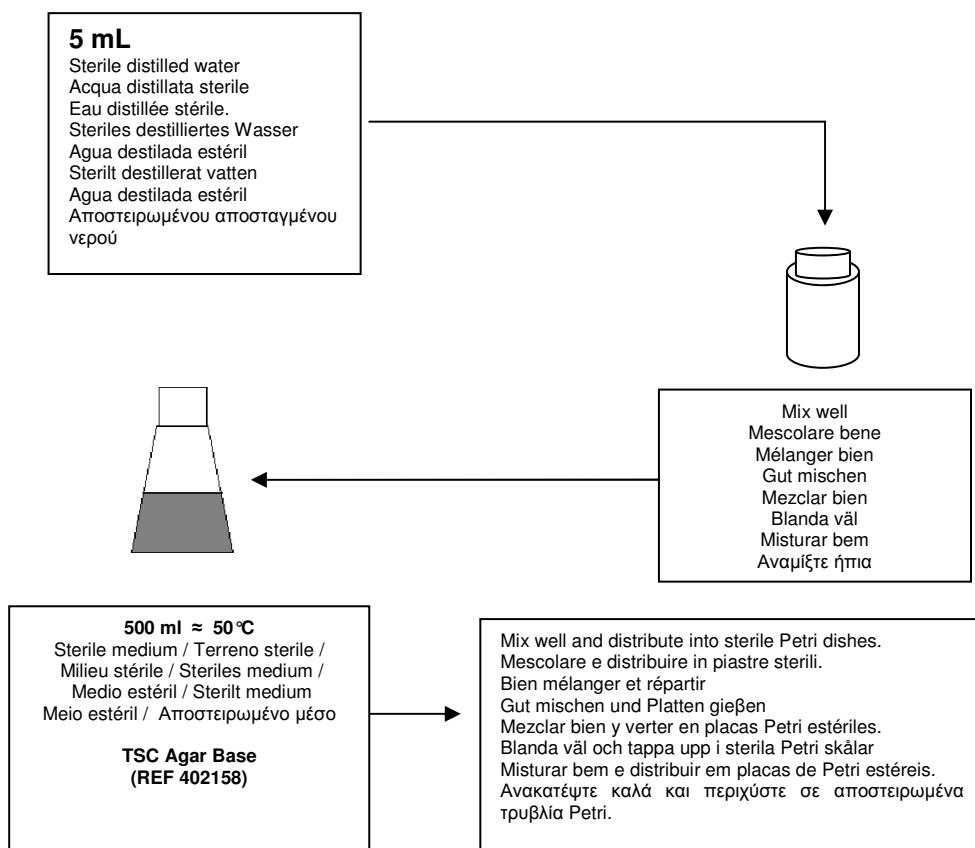 5 mL
Sterile distilled water
Acqua distillata sterile
Eau distillée stérile.
Steriles destilliertes Wasser
Agua destilada estéril
Sterilt destillerat vatten
Agua destilada estéril
Αποστειρωμένου αποσταγμένου
νερού
Mix well
Mescolare bene
Mélanger bien
Gut mischen
Mezclar bien
Blanda väl
Misturar bem
Αναμίξτε ήπια
500 ml ≈ 50°C
Sterile medium / Terreno sterile /
Milieu stérile / Steriles medium /
Medio estéril / Sterilt medium
Meio estéril / Αποστειρωμένο μέσο
TSC Agar Base
(REF 402158)
Mix well and distribute into sterile Petri dishes.
Mescolare e distribuire in piastre sterili.
Bien mélanger et répartir
Gut mischen und Platten gieβen
Mezclar bien y verter en placas Petri estériles.
Blanda väl och tappa upp i sterila Petri skålar
Misturar bem e distribuir em placas de Petri estéreis.
Ανακατέψτε καλά και περιχύστε σε αποστειρωμένα
τρυβλία Petri.